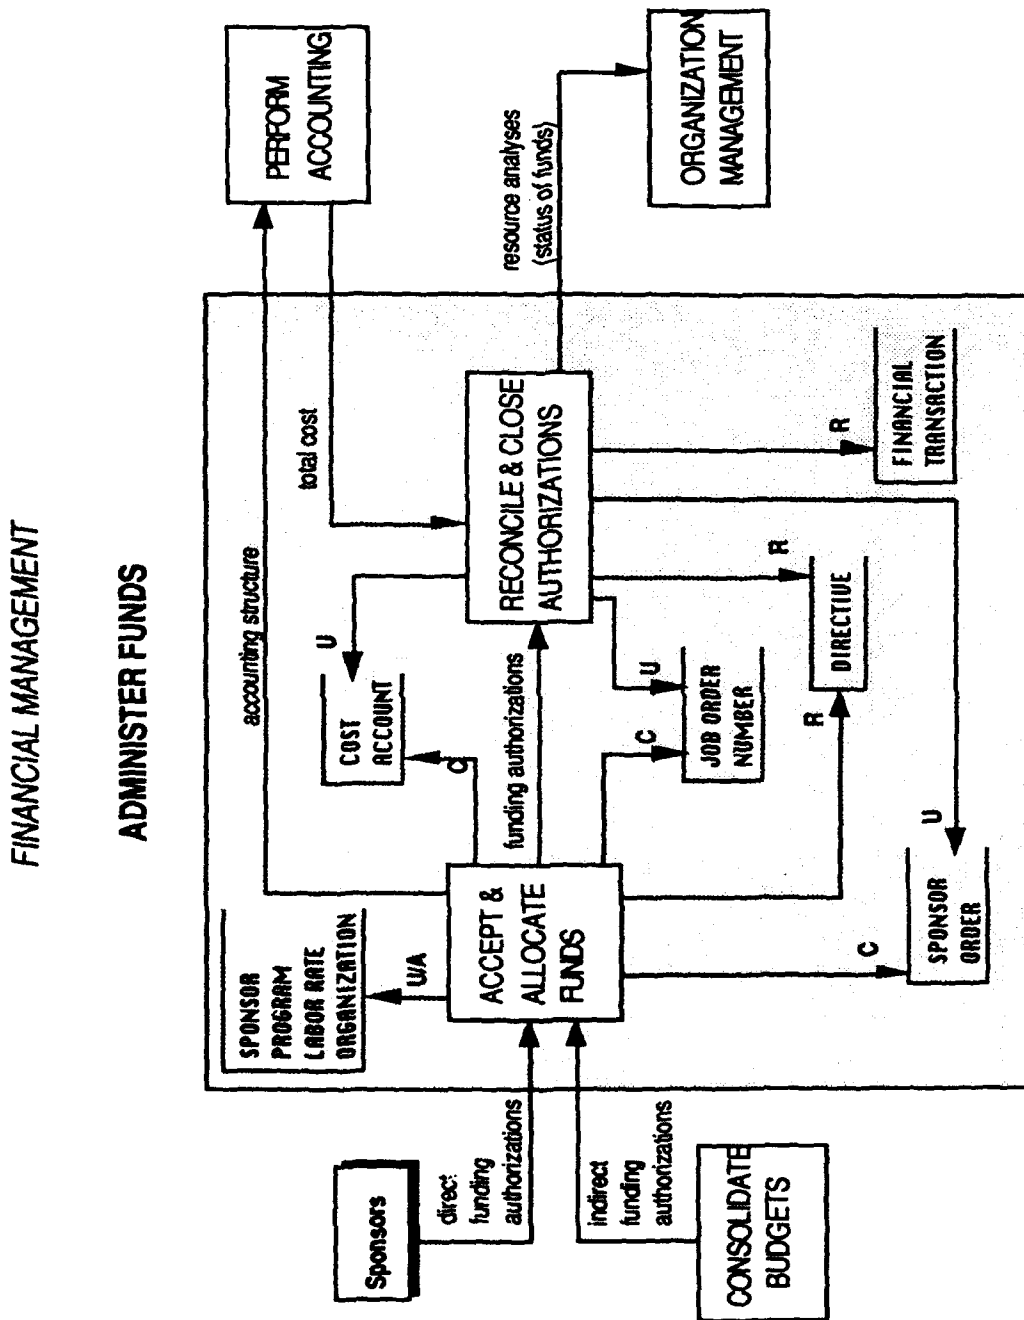 FINANCIAL MANAGEMENT
ADMINISTER FUNDS
Sponsors
direct
funding
authorizations
indirect
funding
authorizations
CONSOLIDATE
BUDGETS
SPONSOR
PROGRAM
LABOR RATE
ORGANIZATION
U/A
ACCEPT &
ALLOCATE
FUNDS
accounting structure
COST
ACCOUNT
C
U
funding authorizations
total cost
RECONCILE & CLOSE
AUTHORIZATIONS
C
U
JOB ORDER
NUMBER
R
R
DIRECTIVE
C
U
SPONSOR
ORDER
R
FINANCIAL
TRANSACTION
PERFORM
ACCOUNTING
resource analyses
(status of funds)
ORGANIZATION
MANAGEMENT